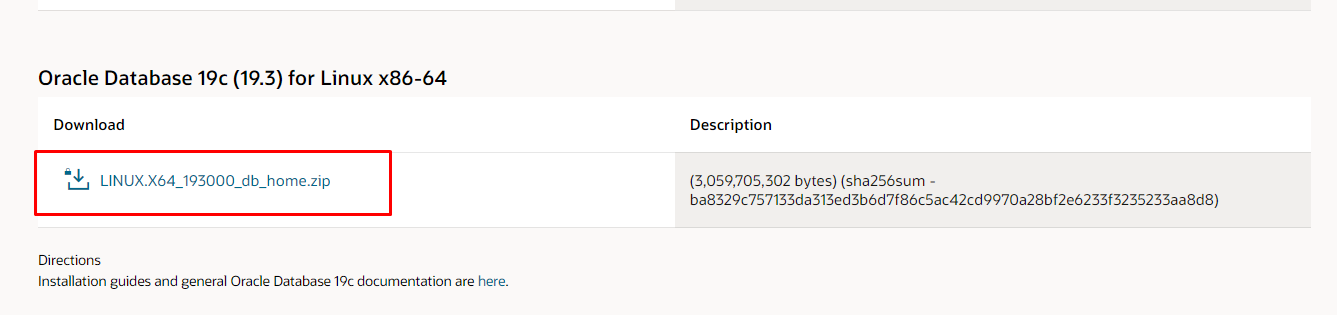 Oracle Database 19c (19.3) for Linux x86-64
Download
Description
LINUX.X64_193000_db_home.zip
(3,059,705,302 bytes) (sha256sum -
ba8329c757133da313ed3b6d7f86c5ac42cd9970a28bf2e6233f3235233aa8d8)
Directions
Installation guides and general Oracle Database 19c documentation are here.